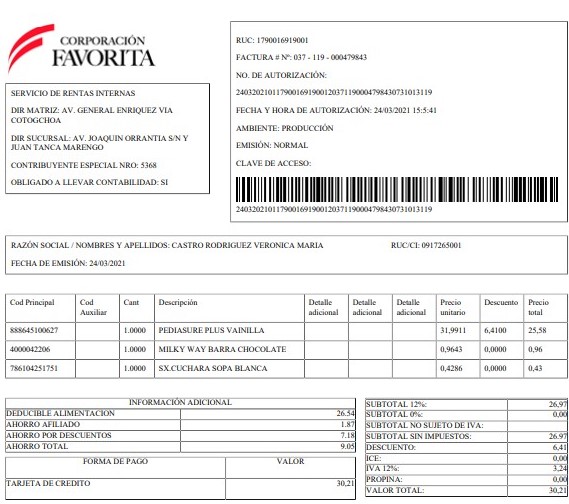 CORPORACIÓN
FAVORITA
SERVICIO DE RENTAS INTERNAS
DIR MATRIZ: AV. GENERAL ENRIQUEZ VIA
COTOGCHOA
DIR SUCURSAL: AV. JOAQUIN ORRANTIA S/N Y
JUAN TANCA MARENGO
CONTRIBUYENTE ESPECIAL NRO: 5368
OBLIGADO A LLEVAR CONTABILIDAD: SI
RUC: 1790016919001
FACTURA # Nº: 037 - 119 - 000479843
NO. DE AUTORIZACIÓN:
2403202101179001691900120371190004798430731013119
FECHA Y HORA DE AUTORIZACIÓN: 24/03/2021 15:5:41
AMBIENTE: PRODUCCIÓN
EMISIÓN: NORMAL
CLAVE DE ACCESO:
2403202101179001691900120371190004798430731013119
RAZÓN SOCIAL / NOMBRES Y APELLIDOS: CASTRO RODRIGUEZ VERONICA MARIA RUC/CI: 0917265001
FECHA DE EMISIÓN: 24/03/2021
Cod Principal Cod Auxiliar Cant Descripción Detalle adicional Detalle adicional Detalle adicional Precio unitario Descuento Precio total
888645100627 1.0000 PEDIASURE PLUS VAINILLA 31,9911 6,4100 25,58
4000042206 1.0000 MILKY WAY BARRA CHOCOLATE 0,9643 0,0000 0,96
786104251751 1.0000 SX.CUCHARA SOPA BLANCA 0,4286 0,0000 0,43
INFORMACIÓN ADICIONAL
DEDUCIBLE ALIMENTACION 26.54
AHORRO AFILIADO 1.87
AHORRO POR DESCUENTOS 7.18
AHORRO TOTAL 9.05
FORMA DE PAGO VALOR
TARJETA DE CREDITO 30,21
SUBTOTAL 12%: 26,97
SUBTOTAL 0%: 0,00
SUBTOTAL NO SUJETO DE IVA:
SUBTOTAL SIN IMPUESTOS: 26.97
DESCUENTO: 6,41
ICE: 0,00
IVA 12%: 3,24
PROPINA: 0,00
VALOR TOTAL: 30,21